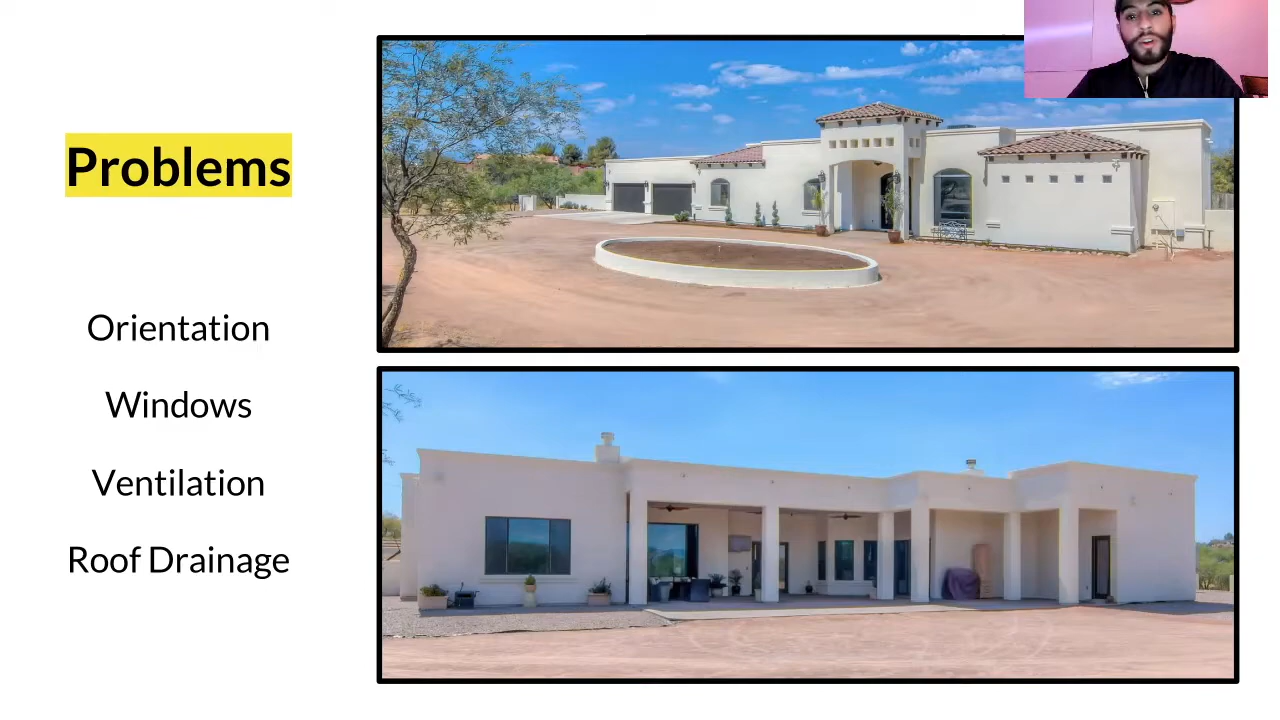 Problems
Orientation
Windows
Ventilation
Roof Drainage